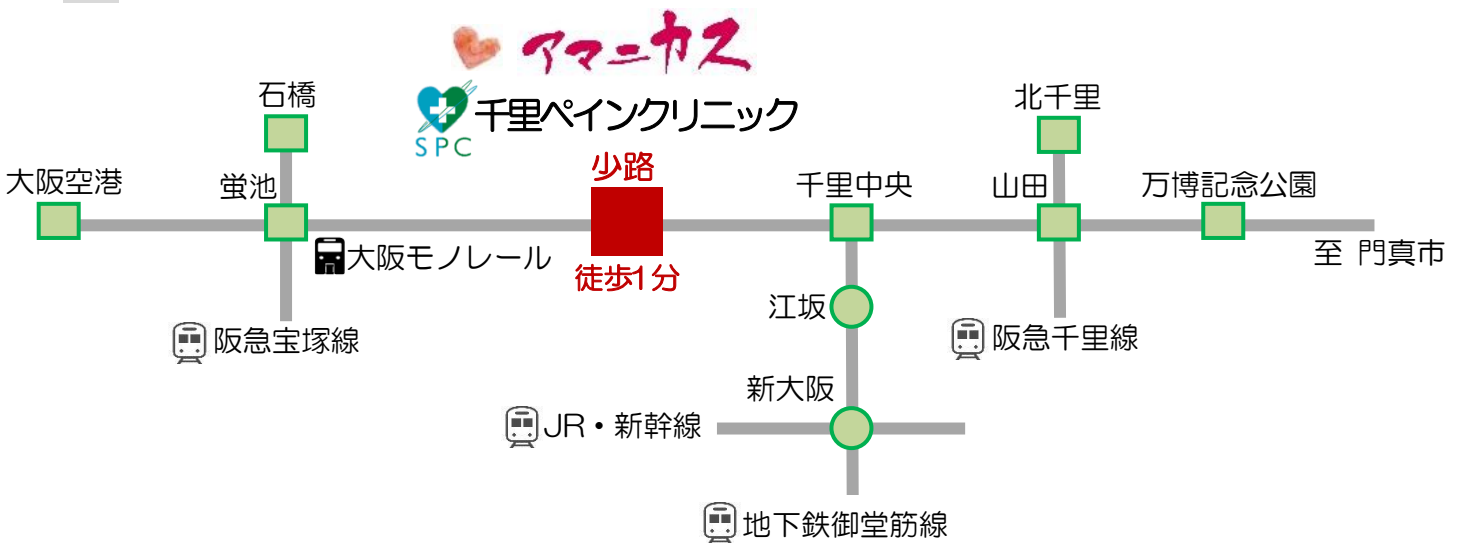 アマニカス
SPC
千里ペインクリニック
石橋
北千里
大阪空港
蛍池
少路
千里中央
山田
万博記念公園
大阪モノレール
徒歩1分
至 門真市
江坂
阪急宝塚線
阪急千里線
新大阪
JR・新幹線
地下鉄御堂筋線